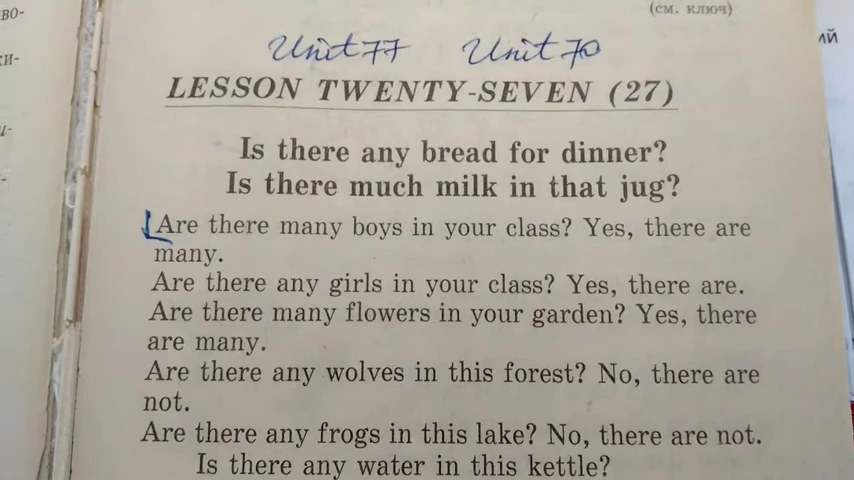 (см. ключ)
Unit 77 Unit 70
LESSON TWENTY-SEVEN (27)
Is there any bread for dinner?
Is there much milk in that jug?
Are there many boys in your class? Yes, there are
many.
Are there any girls in your class? Yes, there are.
Are there many flowers in your garden? Yes, there
are many.
Are there any wolves in this forest? No, there are
not.
Are there any frogs in this lake? No, there are not.
Is there any water in this kettle?